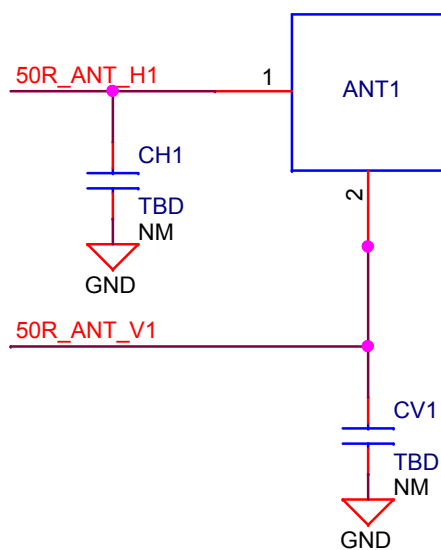 50R_ANT_H1
1
ANT1
2
CH1
TBD
NM
GND
50R_ANT_V1
CV1
TBD
NM
GND